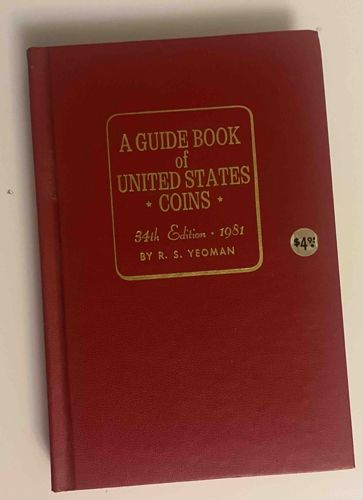 A GUIDE BOOK
of
UNITED STATES
* COINS *
34th Edition • 1981
BY R. S. YEOMAN
$4.95